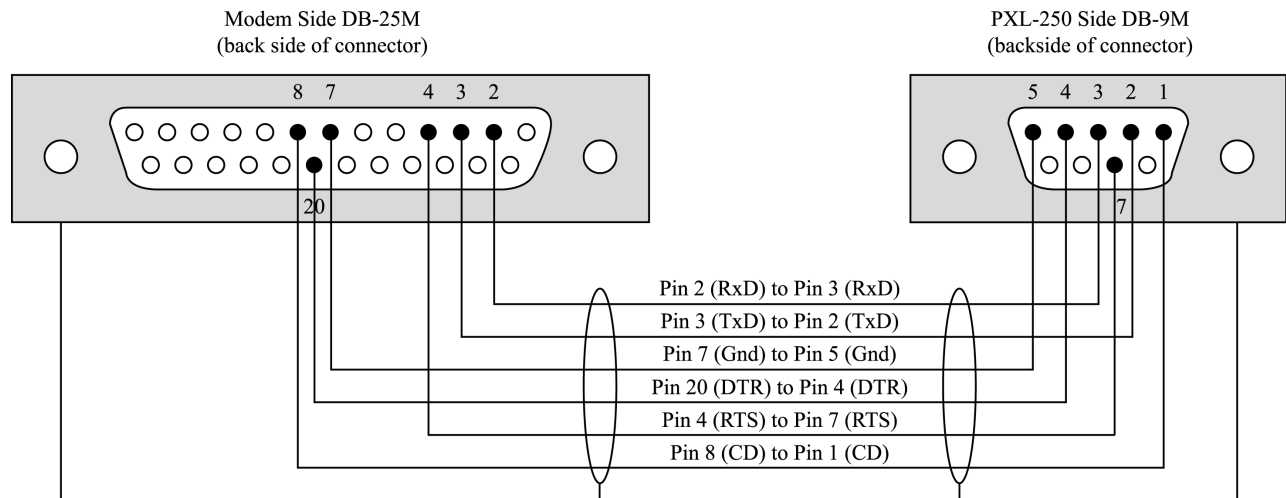 Modem Side DB-25M
(back side of connector)
PXL-250 Side DB-9M
(backside of connector)
8 7 4 3 2
20
5 4 3 2 1
7
Pin 2 (RxD) to Pin 3 (RxD)
Pin 3 (TxD) to Pin 2 (TxD)
Pin 7 (Gnd) to Pin 5 (Gnd)
Pin 20 (DTR) to Pin 4 (DTR)
Pin 4 (RTS) to Pin 7 (RTS)
Pin 8 (CD) to Pin 1 (CD)